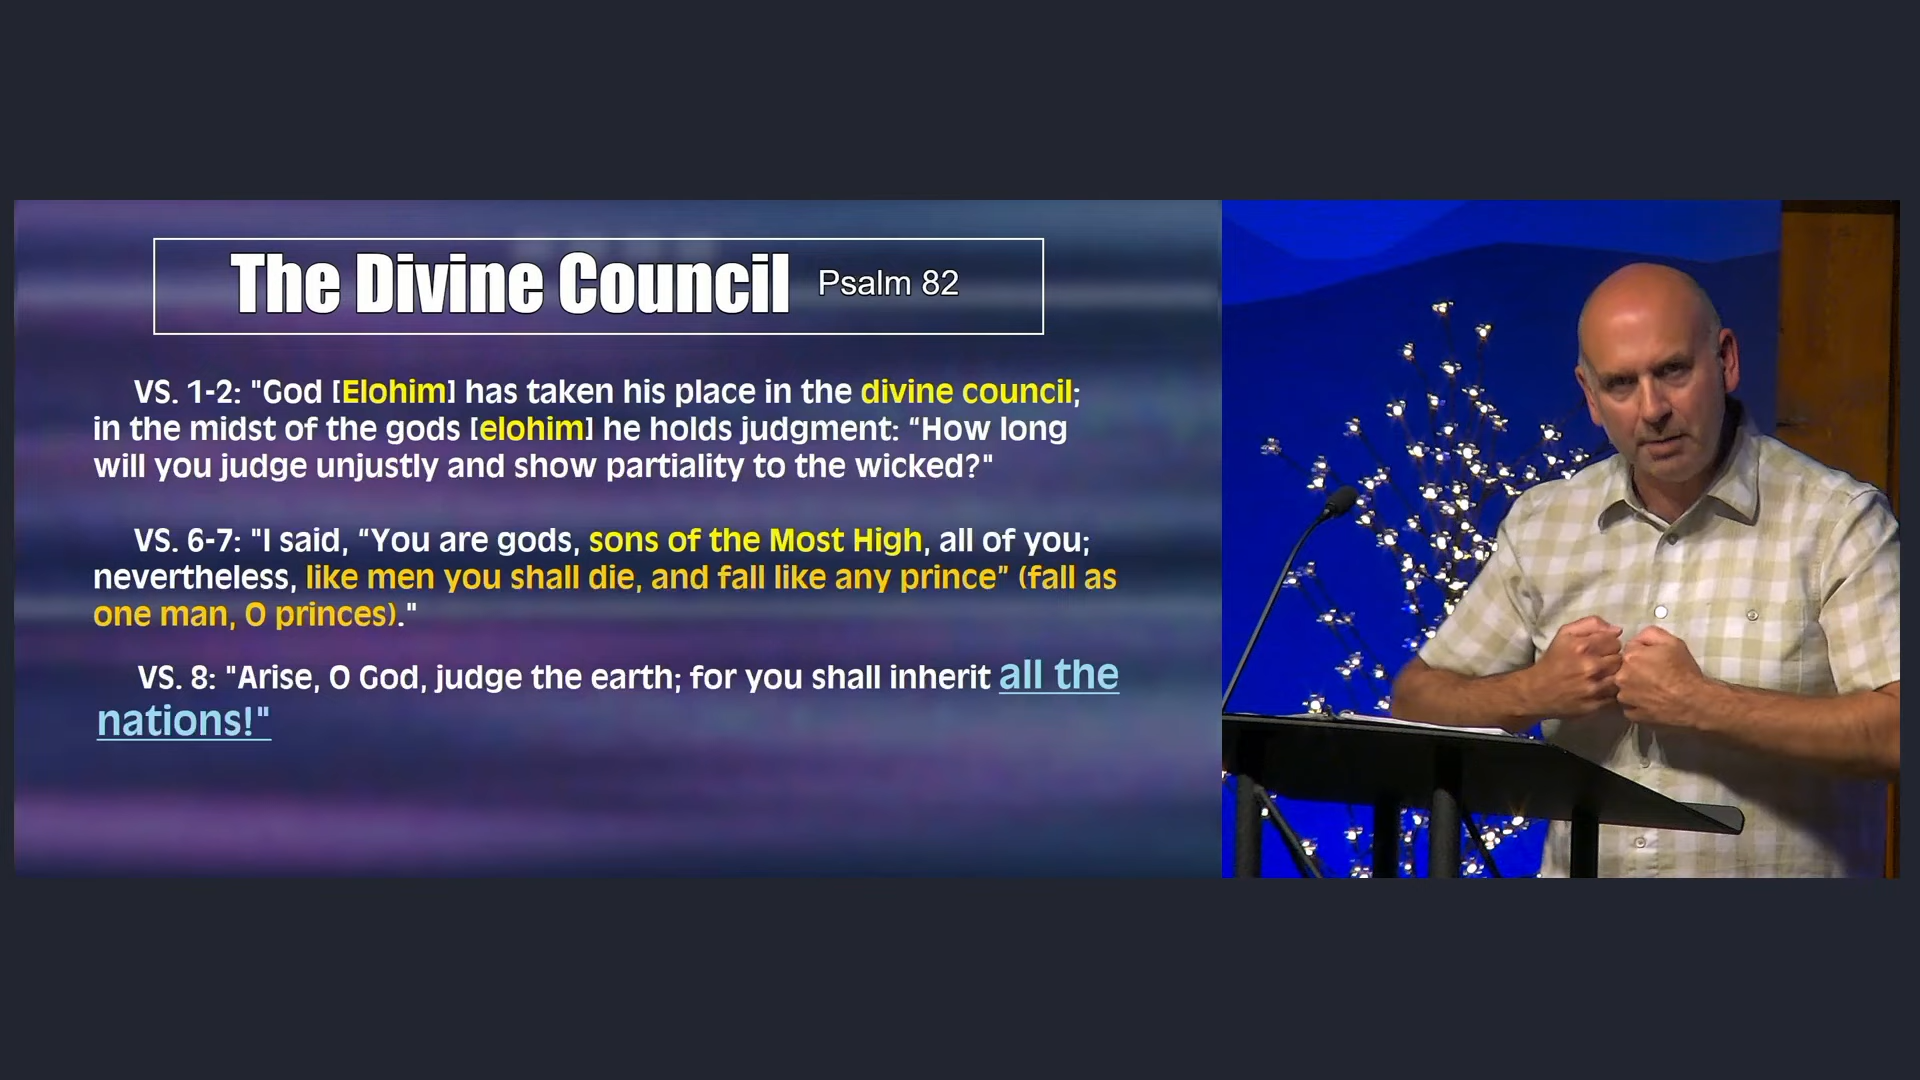 The Divine Council Psalm 82
VS. 1-2: "God [Elohim] has taken his place in the divine council;
in the midst of the gods [elohim] he holds judgment: “How long
will you judge unjustly and show partiality to the wicked?"
VS. 6-7: "I said, “You are gods, sons of the Most High, all of you;
nevertheless, like men you shall die, and fall like any prince” (fall as
one man, O princes)."
VS. 8: "Arise, O God, judge the earth; for you shall inherit all the
nations!"